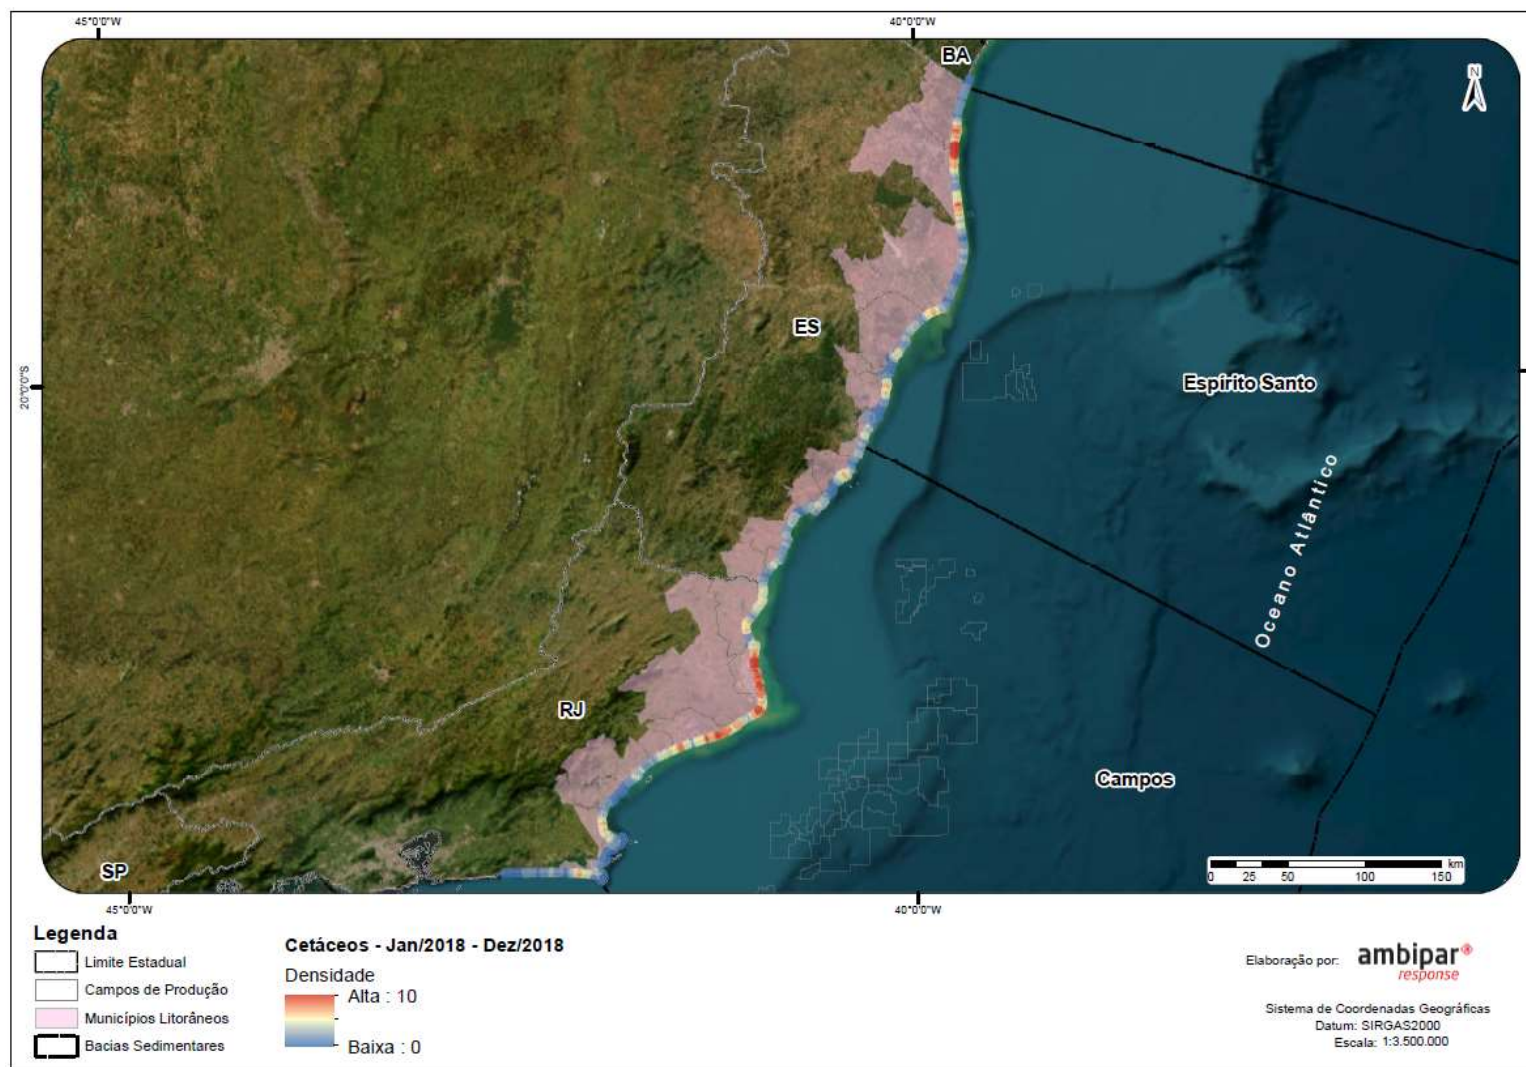 45°0'0"W
40°0'0"W
BA
N
ES
20°0'0"S
Espírito Santo
Oceano Atlântico
RJ
Campos
SP
km
0 25 50 100 150
45°0'0"W
40°0'0"W
Legenda
Limite Estadual
Campos de Produção
Municípios Litorâneos
Bacias Sedimentares
Cetáceos - Jan/2018 - Dez/2018
Densidade
Alta : 10
Baixa : 0
Elaboração por:
ambipar®
response
Sistema de Coordenadas Geográficas
Datum: SIRGAS2000
Escala: 1:3.500.000